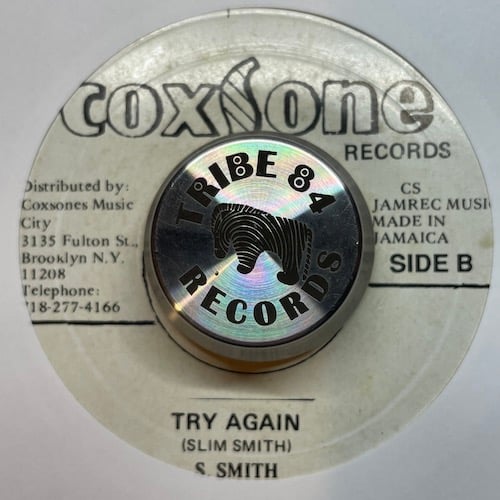 coxsone
RECORDS
Distributed by:
Coxsones Music
City
3135 Fulton St.,
Brooklyn N.Y.
11208
Telephone:
718-277-4166
TRIBE 84
RECORDS
CS
JAMREC MUSI
MADE IN
JAMAICA
SIDE B
TRY AGAIN
(SLIM SMITH)
S. SMITH